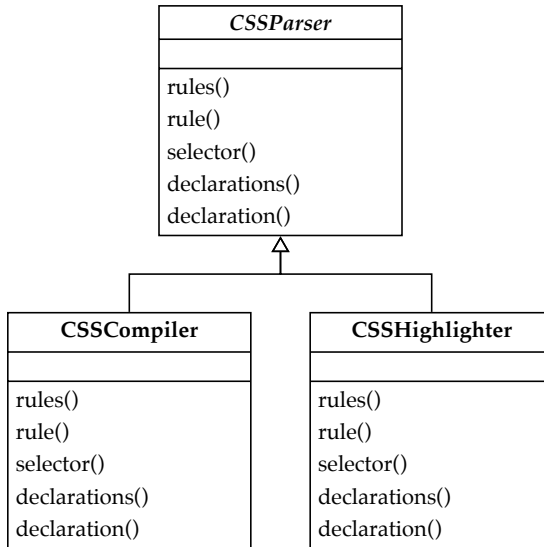 CSSParser
rules()
rule()
selector()
declarations()
declaration()
CSSCompiler
rules()
rule()
selector()
declarations()
declaration()
CSSHighlighter
rules()
rule()
selector()
declarations()
declaration()